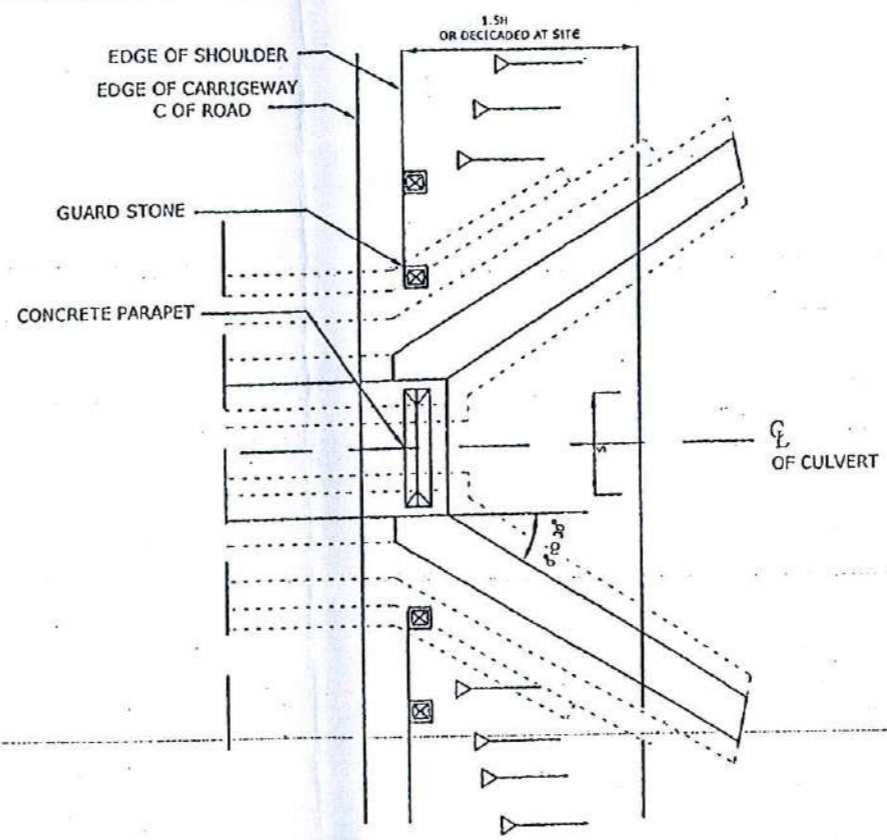 1.5H
OR DECICADED AT SITE
EDGE OF SHOULDER
EDGE OF CARRIGEWAY
C OF ROAD
GUARD STONE
CONCRETE PARAPET
S
C̲L
OF CULVERT